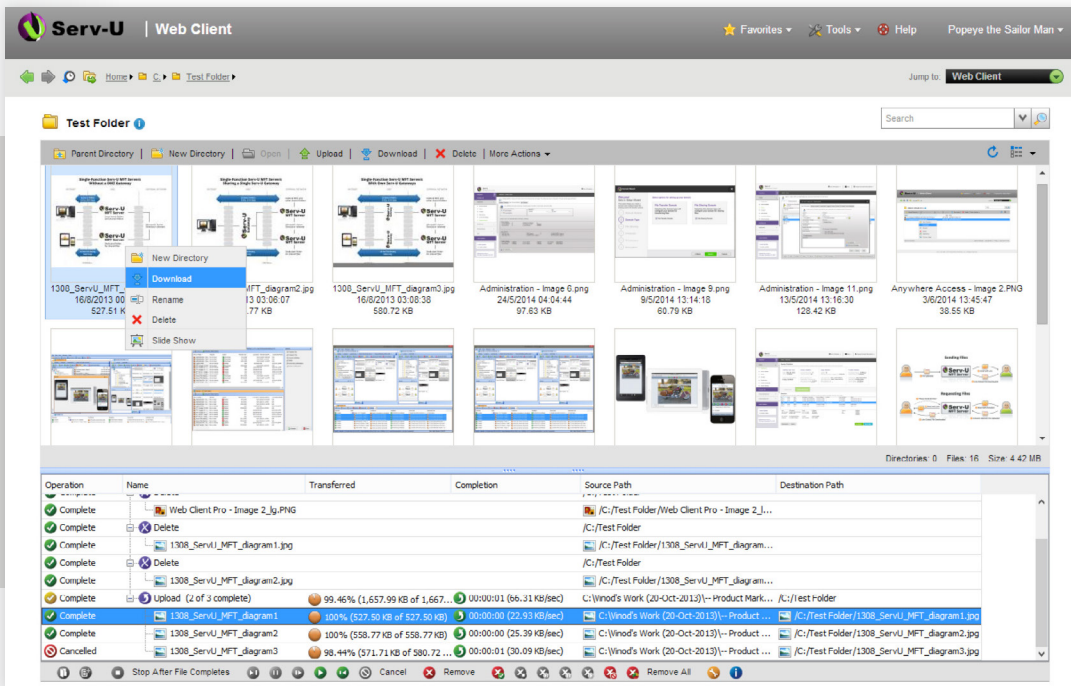 Serv-U | Web Client
Favorites Tools Help Popeye the Sailor Man
Home C: Test Folder Jump to: Web Client
Test Folder Search
Parent Directory | New Directory | Open | Upload | Download | Delete | More Actions
1308_ServU_MFT_ MFT_diagram2.jpg 1308_ServU_MFT_diagram3.jpg Administration - Image 6.png Administration - Image 9.png Administration - Image 11.png Anywhere Access - Image 2.PNG
16/8/2013 00 13 03:06:07 16/8/2013 03:08:38 24/5/2014 04:04:44 9/5/2014 13:14:18 13/5/2014 13:16:30 3/6/2014 13:45:47
527.51 K .77 KB 580.72 KB 97.63 KB 60.79 KB 128.42 KB 38.55 KB
New Directory
Download
Rename
Delete
Slide Show
Directories: 0 Files: 16 Size: 4.42 MB
Operation Name Transferred Completion Source Path Destination Path
Complete Web Client Pro - Image 2_lg.PNG /C:/Test Folder/Web Client Pro - Image 2_l...
Complete Delete /C:/Test Folder
Complete 1308_ServU_MFT_diagram1.jpg /C:/Test Folder/1308_ServU_MFT_diagram...
Complete Delete /C:/Test Folder
Complete 1308_ServU_MFT_diagram2.jpg /C:/Test Folder/1308_ServU_MFT_diagram...
Complete Upload (2 of 3 complete) 99.46% (1,657.99 KB of 1,667... 00:00:01 (66.31 KB/sec) C:\Winod's Work (20-Oct-2013)\-- Product Mark... /C:/Test Folder
Complete 1308_ServU_MFT_diagram1 100% (527.50 KB of 527.50 KB) 00:00:00 (22.93 KB/sec) C:\Winod's Work (20-Oct-2013)\-- Product ... /C:/Test Folder/1308_ServU_MFT_diagram1.jpg
Complete 1308_ServU_MFT_diagram2 100% (558.77 KB of 558.77 KB) 00:00:00 (25.39 KB/sec) C:\Winod's Work (20-Oct-2013)\-- Product ... /C:/Test Folder/1308_ServU_MFT_diagram2.jpg
Cancelled 1308_ServU_MFT_diagram3 98.44% (571.71 KB of 580.72 ... 00:00:01 (30.09 KB/sec) C:\Winod's Work (20-Oct-2013)\-- Product ... /C:/Test Folder/1308_ServU_MFT_diagram3.jpg
Stop After File Completes Cancel Remove Remove All